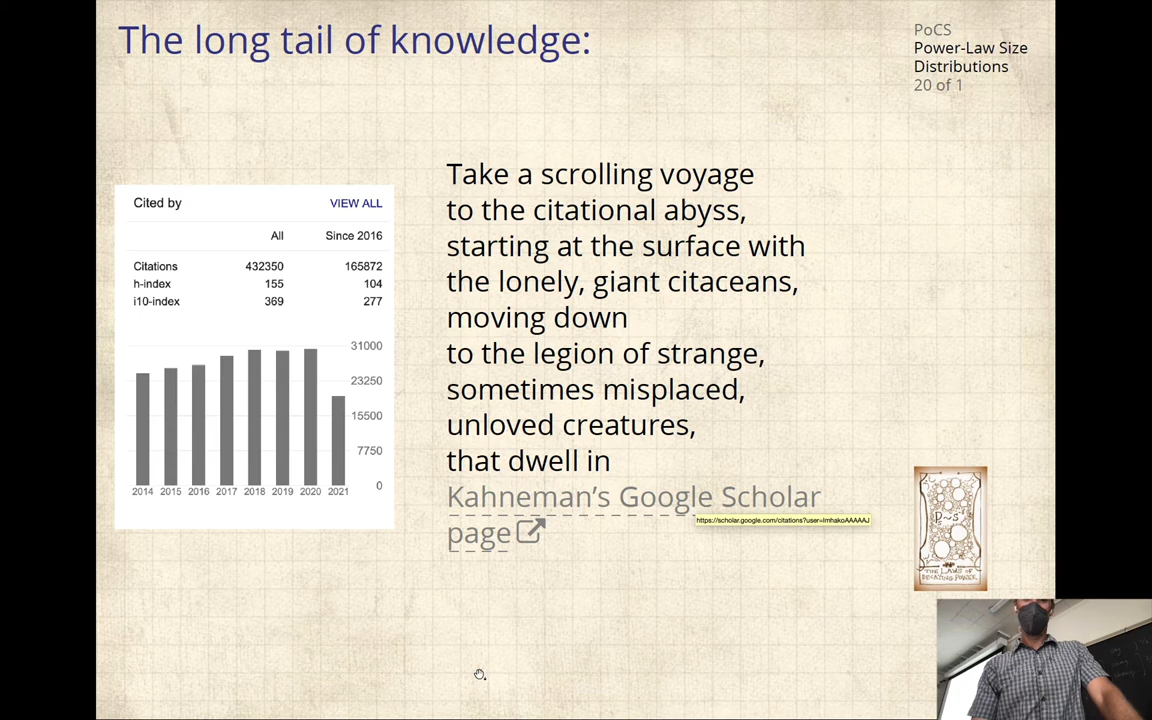 The long tail of knowledge:
PoCS
Power-Law Size
Distributions
20 of 1
Cited by VIEW ALL
All Since 2016
Citations 432350 165872
h-index 155 104
i10-index 369 277
31000
23250
15500
7750
0
2014 2015 2016 2017 2018 2019 2020 2021
Take a scrolling voyage
to the citational abyss,
starting at the surface with
the lonely, giant citaceans,
moving down
to the legion of strange,
sometimes misplaced,
unloved creatures,
that dwell in
Kahneman's Google Scholar
page
THE LAWS OF